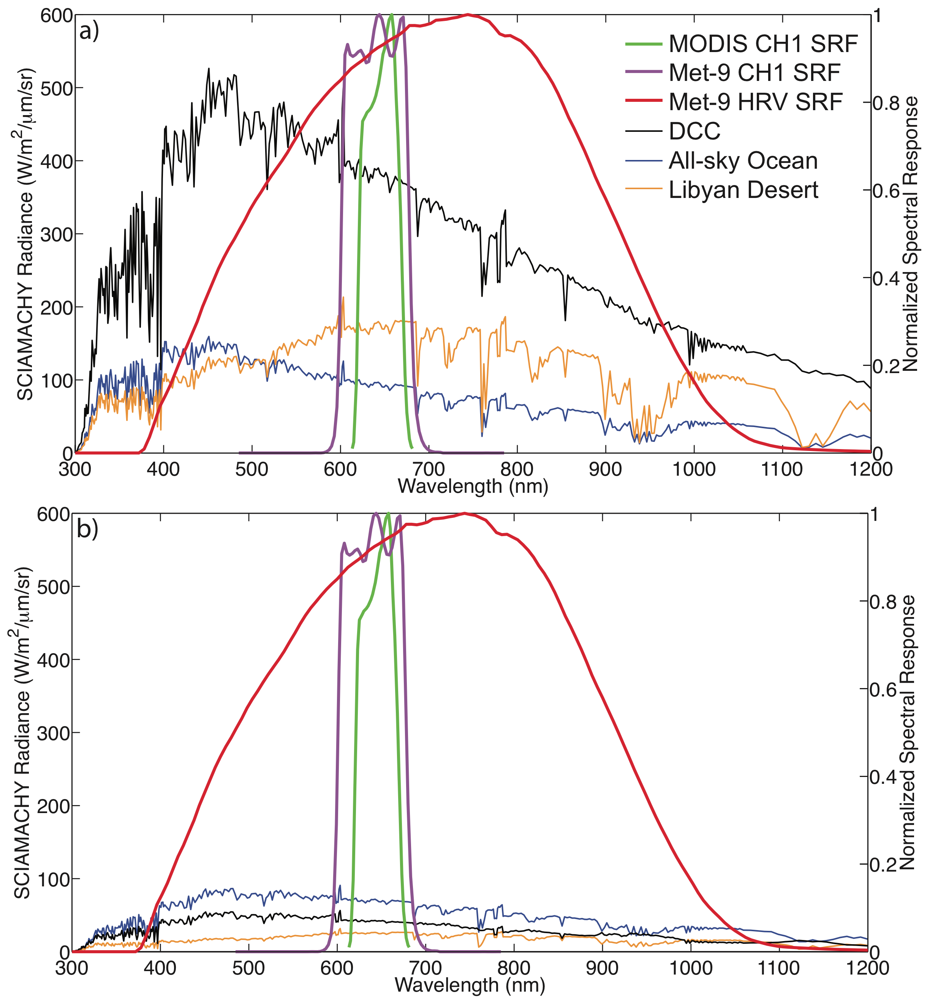 a)
600
500
400
300
200
100
0
SCIAMACHY Radiance (W/m2/μm/sr)
1
0.8
0.6
0.4
0.2
0
Normalized Spectral Response
MODIS CH1 SRF
Met-9 CH1 SRF
Met-9 HRV SRF
DCC
All-sky Ocean
Libyan Desert
300 400 500 600 700 800 900 1000 1100 1200
Wavelength (nm)
b)
600
500
400
300
200
100
0
SCIAMACHY Radiance (W/m2/μm/sr)
1
0.8
0.6
0.4
0.2
0
Normalized Spectral Response
300 400 500 600 700 800 900 1000 1100 1200
Wavelength (nm)